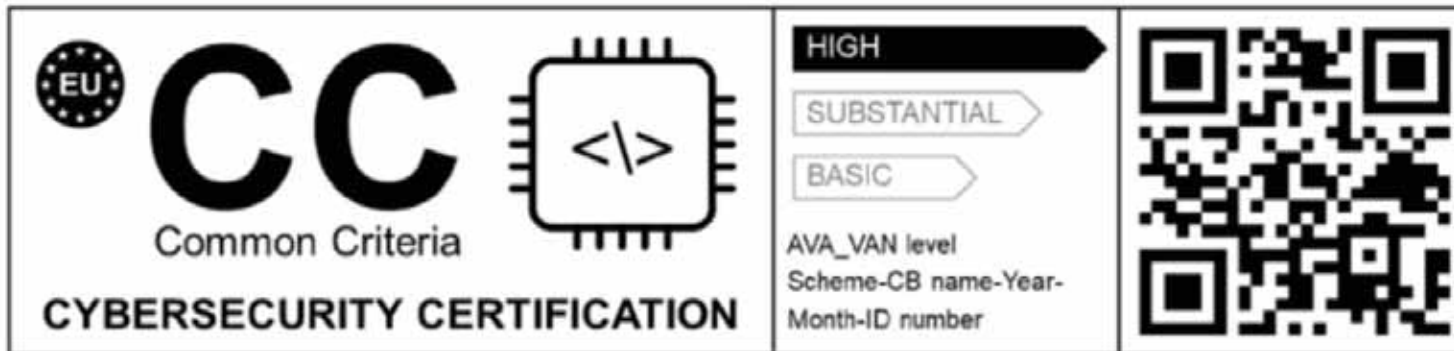 EU
CC
Common Criteria
CYBERSECURITY CERTIFICATION
<\>
HIGH
SUBSTANTIAL
BASIC
AVA_VAN level
Scheme-CB name-Year-
Month-ID number